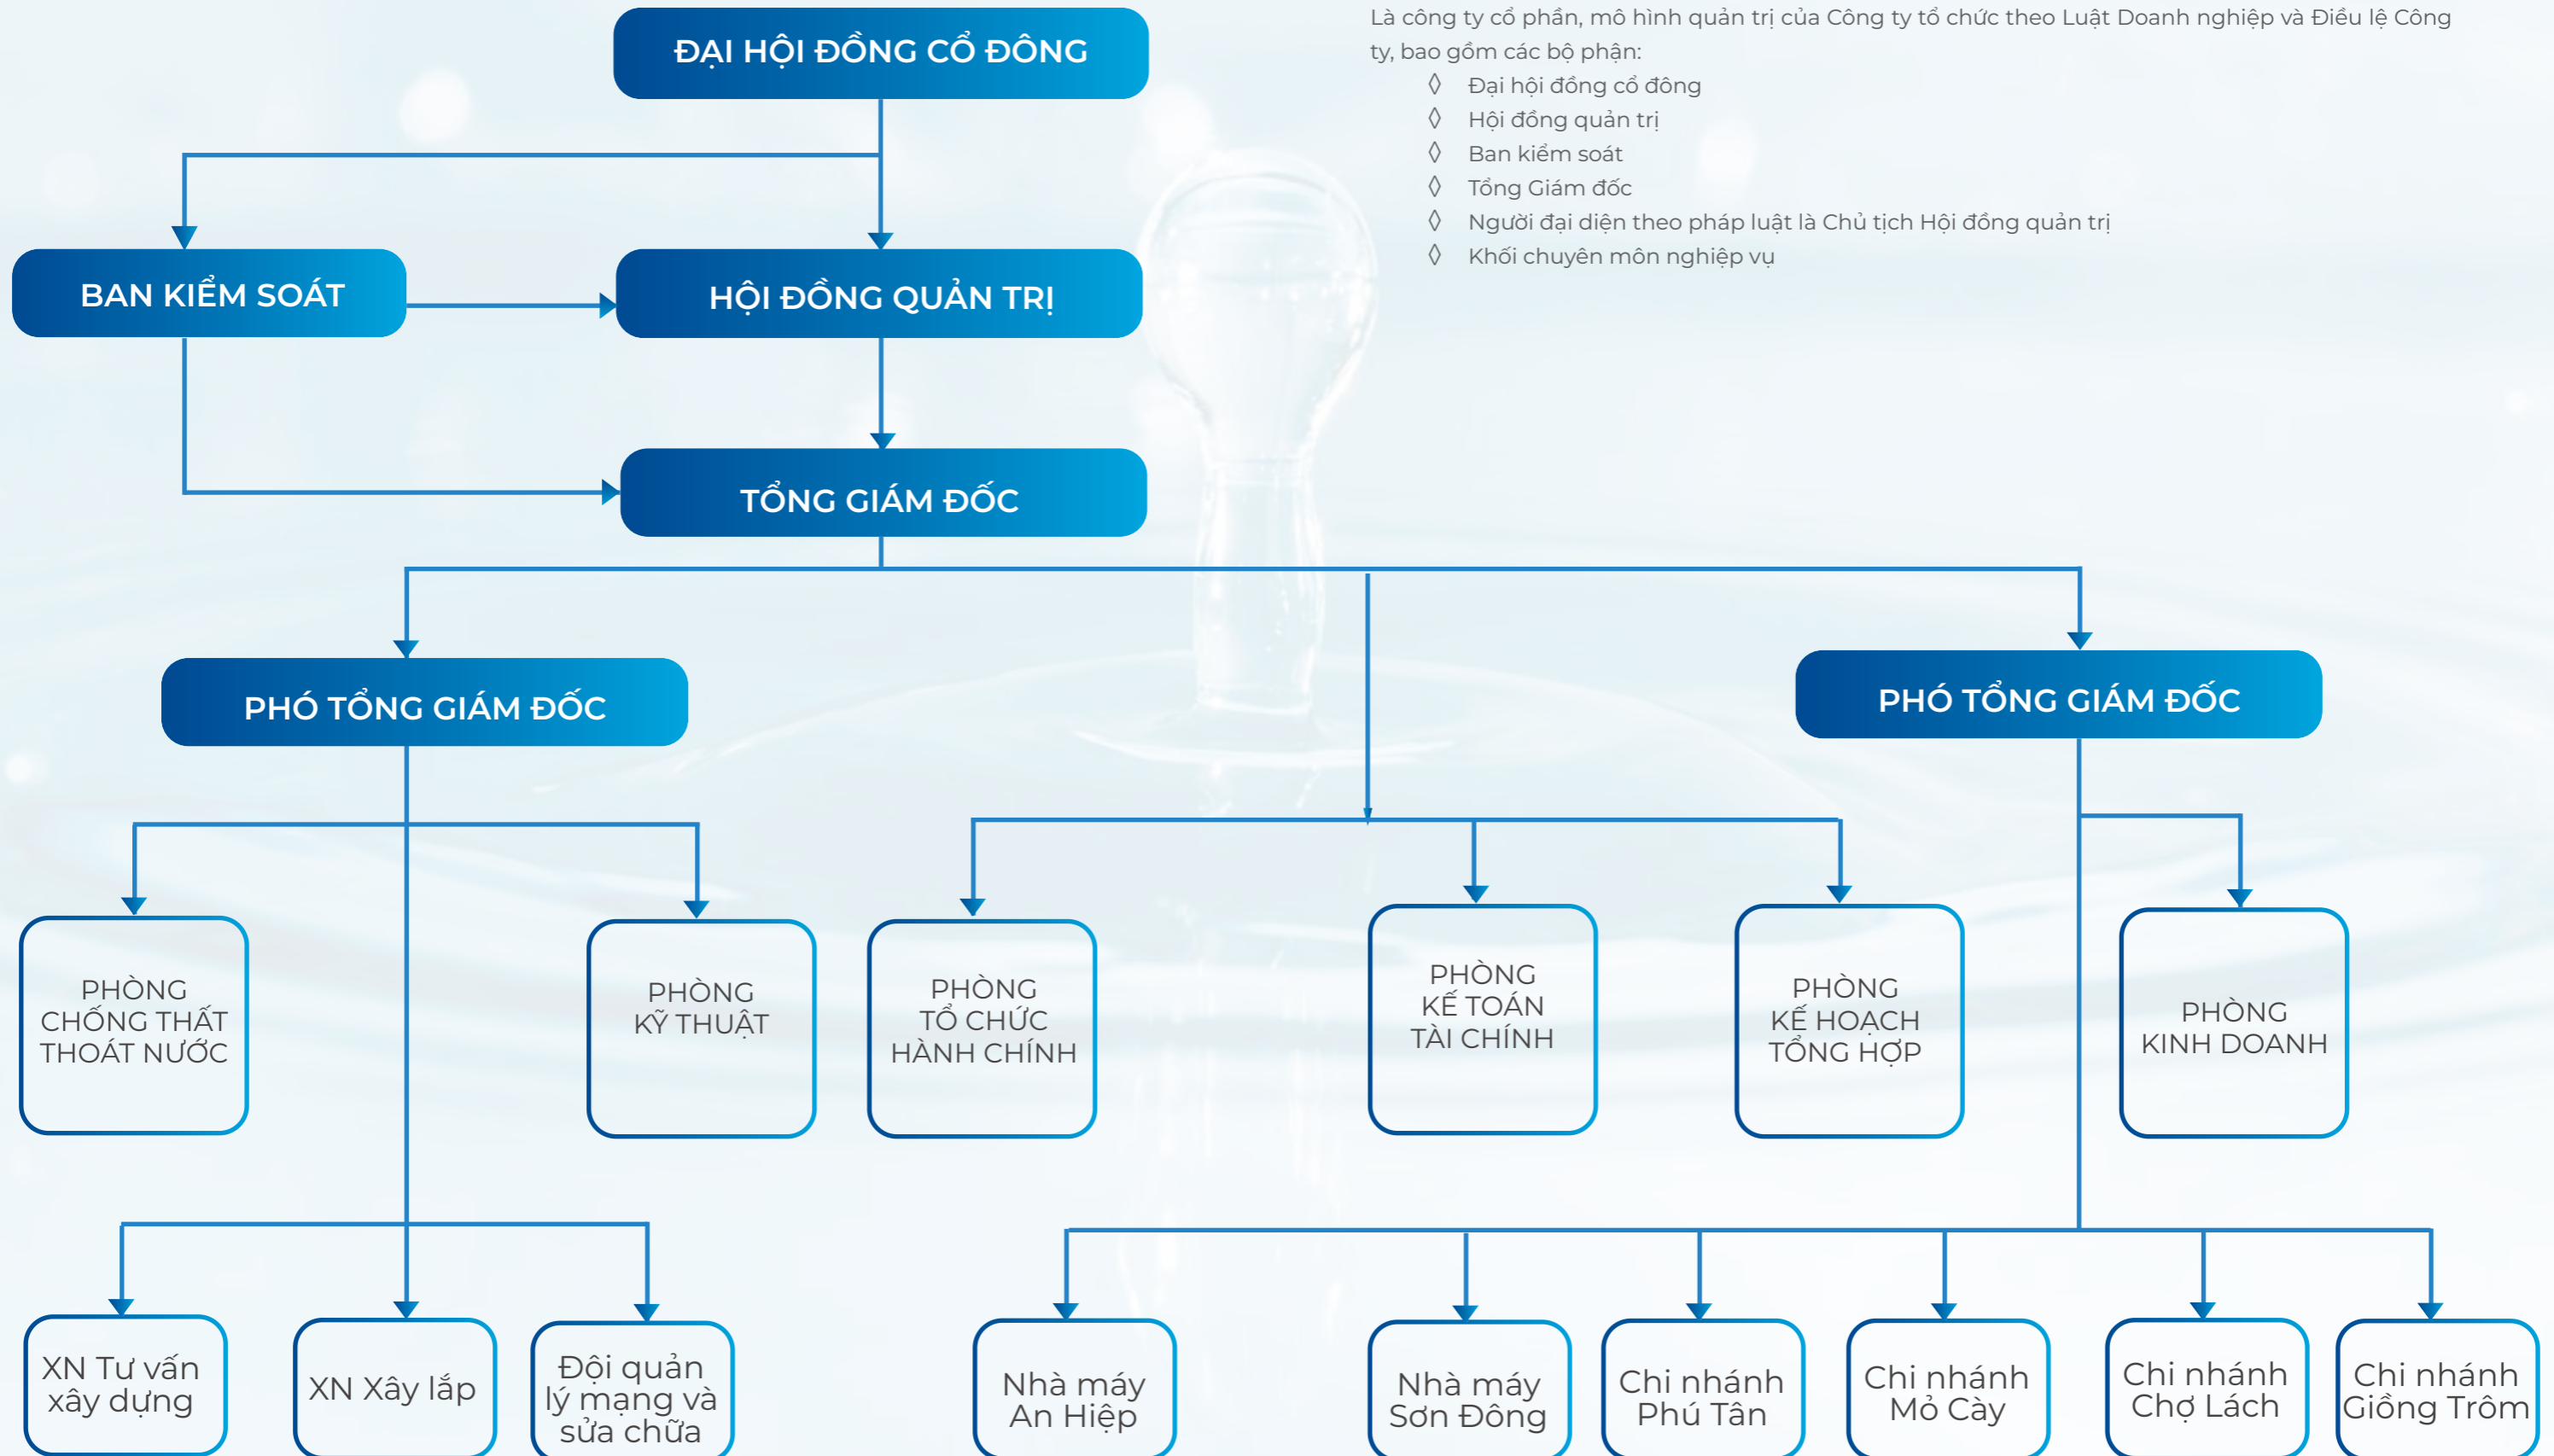 Là công ty cổ phần, mô hình quản trị của Công ty tổ chức theo Luật Doanh nghiệp và Điều lệ Công
ty, bao gồm các bộ phận:
◊ Đại hội đồng cổ đông
◊ Hội đồng quản trị
◊ Ban kiểm soát
◊ Tổng Giám đốc
◊ Người đại diện theo pháp luật là Chủ tịch Hội đồng quản trị
◊ Khối chuyên môn nghiệp vụ
ĐẠI HỘI ĐỒNG CỔ ĐÔNG
BAN KIỂM SOÁT
HỘI ĐỒNG QUẢN TRỊ
TỔNG GIÁM ĐỐC
PHÓ TỔNG GIÁM ĐỐC
PHÓ TỔNG GIÁM ĐỐC
PHÒNG
CHỐNG THẤT
THOÁT NƯỚC
PHÒNG
KỸ THUẬT
PHÒNG
TỔ CHỨC
HÀNH CHÍNH
PHÒNG
KẾ TOÁN
TÀI CHÍNH
PHÒNG
KẾ HOẠCH
TỔNG HỢP
PHÒNG
KINH DOANH
XN Tư vấn
xây dựng
XN Xây lắp
Đội quản
lý mạng và
sửa chữa
Nhà máy
An Hiệp
Nhà máy
Sơn Đông
Chi nhánh
Phú Tân
Chi nhánh
Mỏ Cày
Chi nhánh
Chợ Lách
Chi nhánh
Giồng Trôm